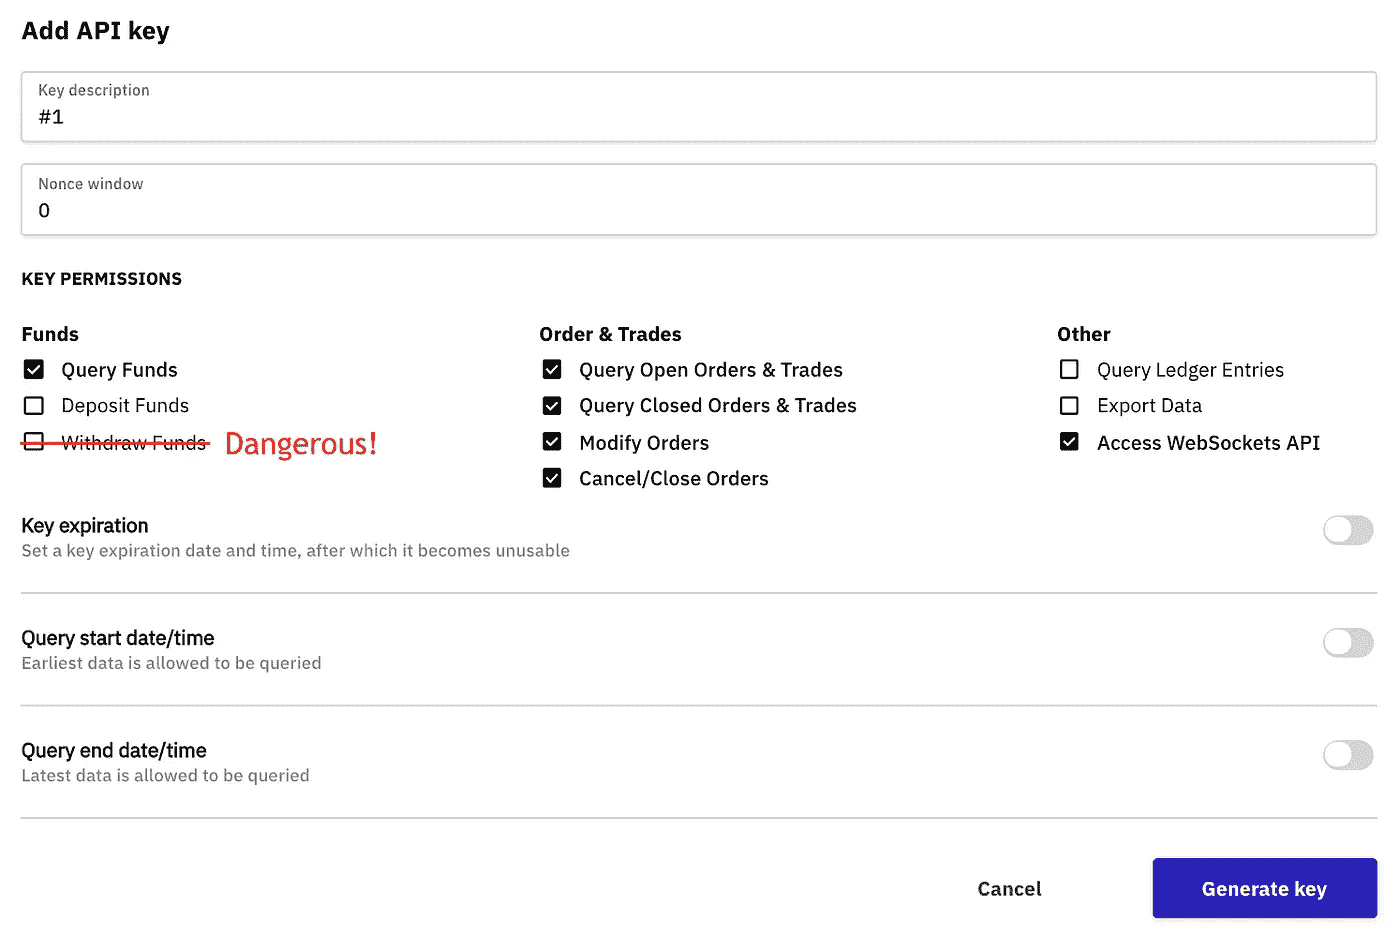 Add API key
Key description
#1
Nonce window
0
KEY PERMISSIONS
Funds
Query Funds
Deposit Funds
Withdraw Funds Dangerous!
Order & Trades
Query Open Orders & Trades
Query Closed Orders & Trades
Modify Orders
Cancel/Close Orders
Other
Query Ledger Entries
Export Data
Access WebSockets API
Key expiration
Set a key expiration date and time, after which it becomes unusable
Query start date/time
Earliest data is allowed to be queried
Query end date/time
Latest data is allowed to be queried
Cancel
Generate key